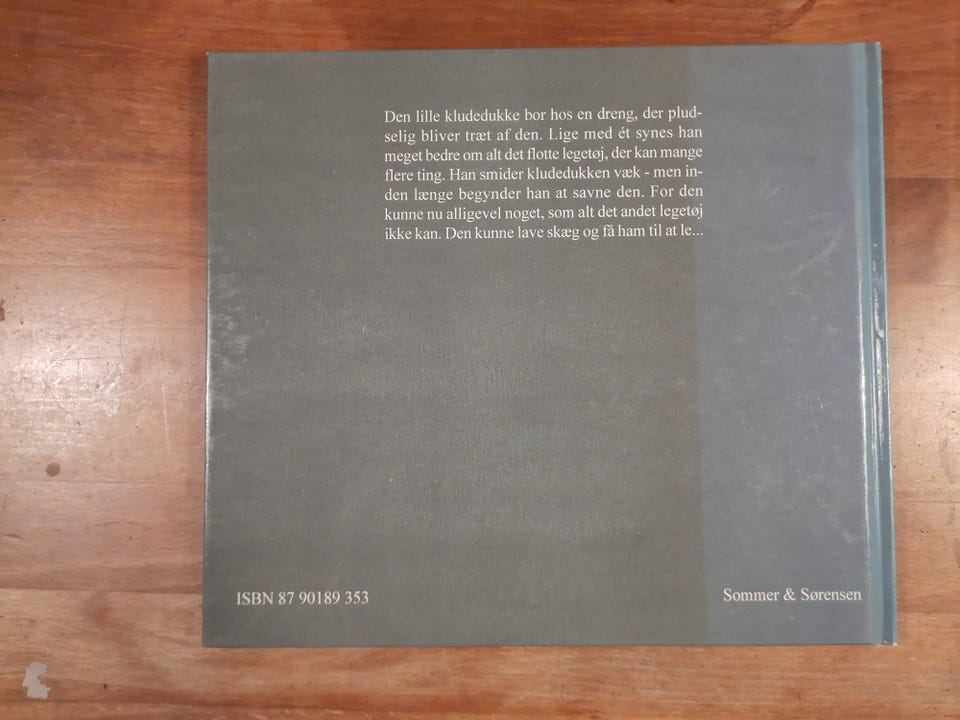 Den lille kludedukke bor hos en dreng, der plud-
selig bliver træt af den. Lige med ét synes han
meget bedre om alt det flotte legetøj, der kan mange
flere ting. Han smider kludedukken væk - men in-
den længe begynder han at savne den. For den
kunne nu alligevel noget, som alt det andet legetøj
ikke kan. Den kunne lave skæg og få ham til at le...
ISBN 87 90189 353
Sommer & Sørensen